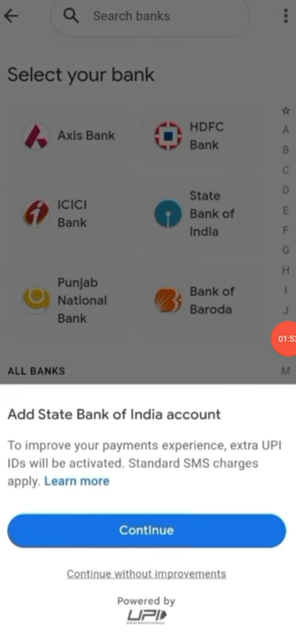 Search banks
Select your bank
Axis Bank
HDFC
Bank
ICICI
Bank
State
Bank of
India
Punjab
National
Bank
Bank of
Baroda
A
B
C
D
E
F
G
H
I
J
M
01:5
ALL BANKS
Add State Bank of India account
To improve your payments experience, extra UPI
IDs will be activated. Standard SMS charges
apply. Learn more
Continue
Continue without improvements
Powered by
UPI